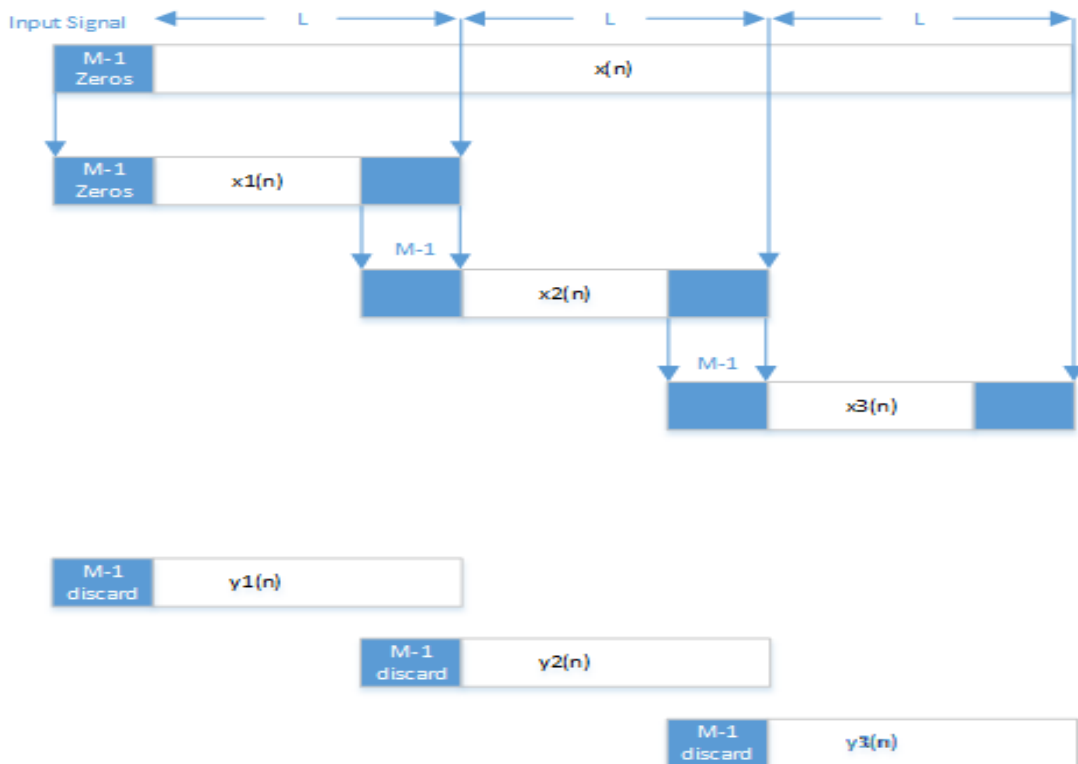 Input Signal
L
L
L
M-1
Zeros
x(n)
M-1
Zeros
x1(n)
M-1
x2(n)
M-1
x3(n)
M-1
discard
y1(n)
M-1
discard
y2(n)
M-1
discard